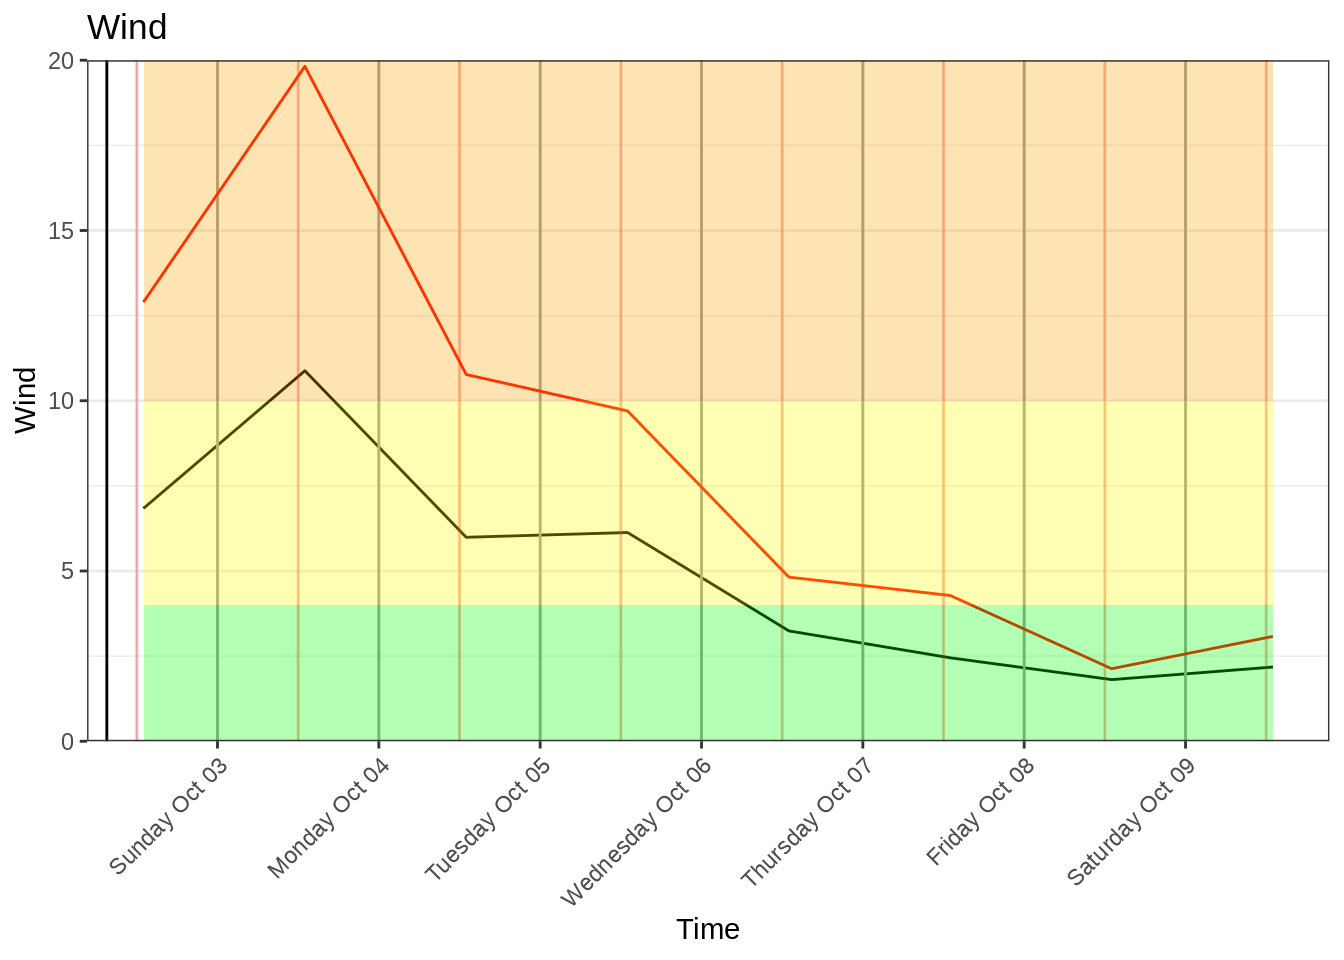 Wind
20
15
10
5
0
Wind
Sunday Oct 03
Monday Oct 04
Tuesday Oct 05
Wednesday Oct 06
Thursday Oct 07
Friday Oct 08
Saturday Oct 09
Time